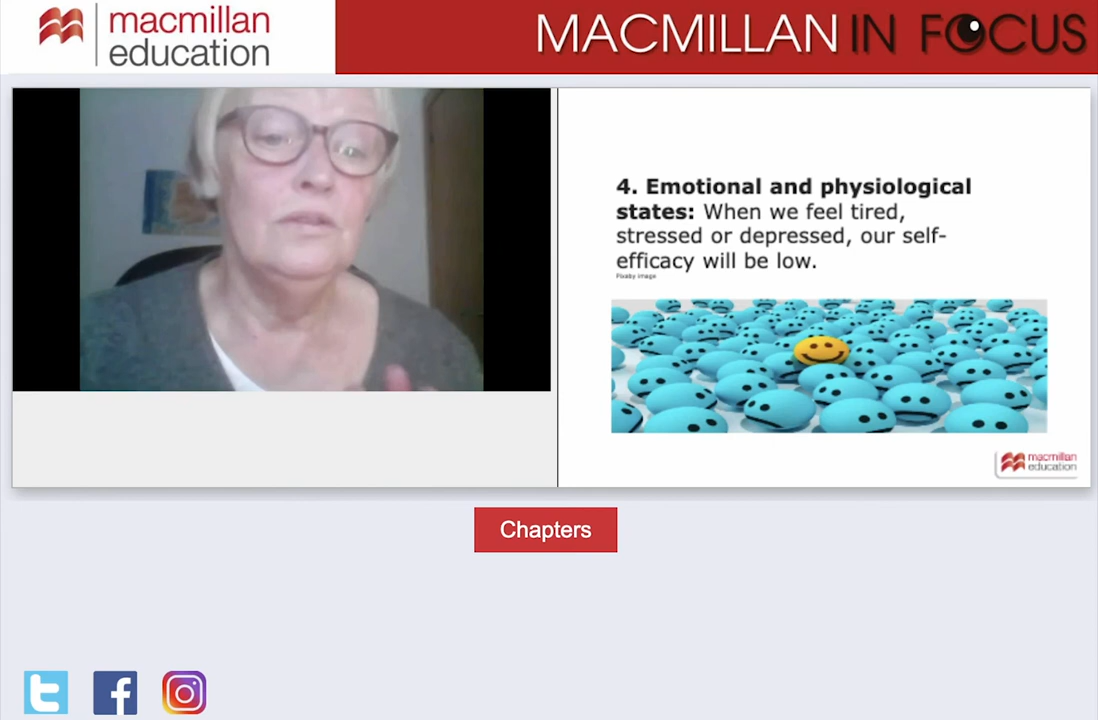 macmillan
education
MACMILLAN IN FOCUS
4. Emotional and physiological
states: When we feel tired,
stressed or depressed, our self-
efficacy will be low.
Pixaby image
macmillan
education
Chapters